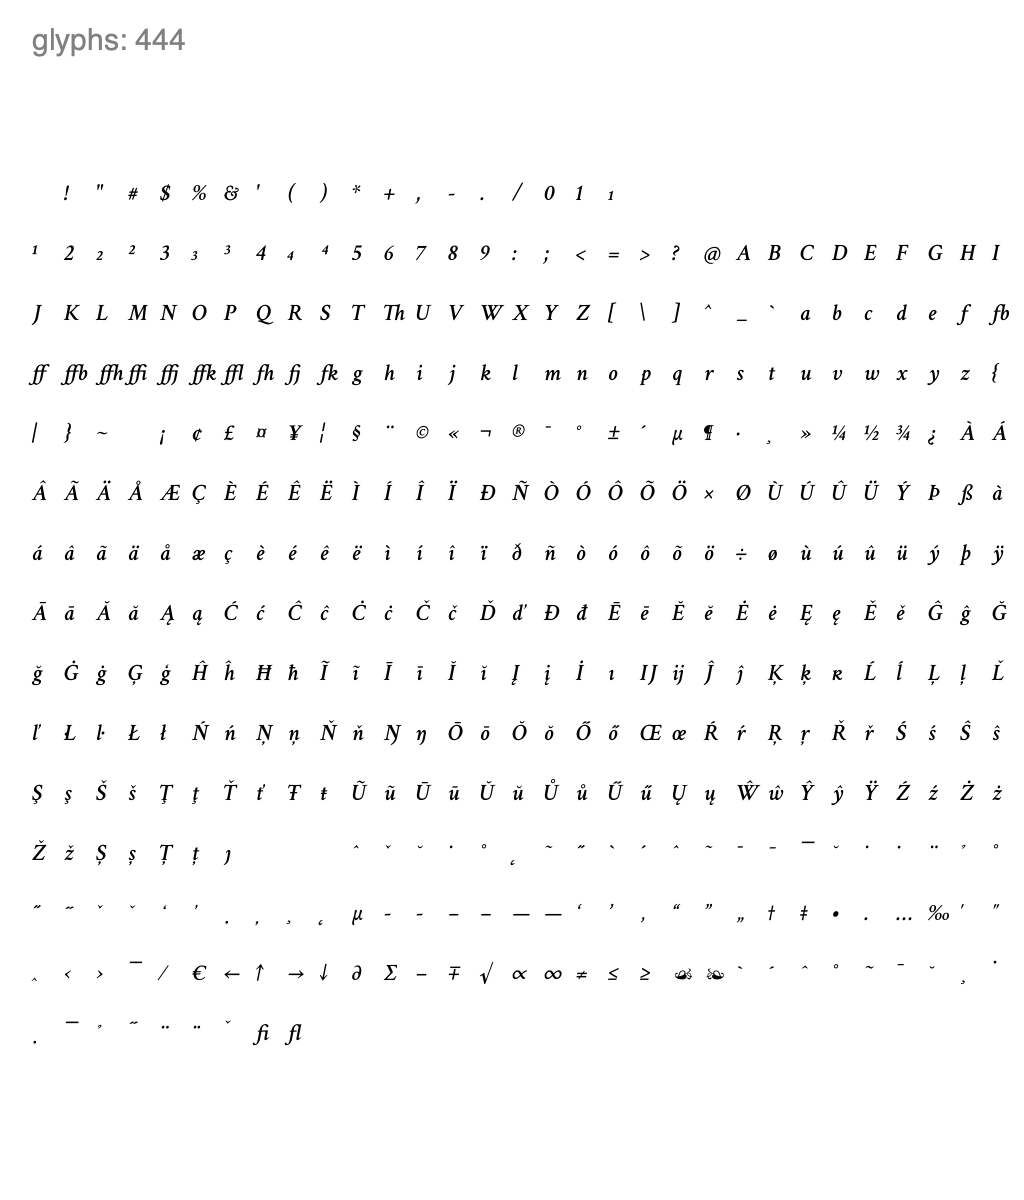 glyphs: 444
! " # $ % & ' ( ) * + , - . / 0 1 ₁
¹ 2 ₂ ² 3 ₃ ³ 4 ₄ ⁴ 5 6 7 8 9 : ; < = > ? @ A B C D E F G H I
J K L M N O P Q R S T Th U V W X Y Z [ \ ] ^ _ ` a b c d e f fb
ff ffb ffh ffi ffj ffk ffl fh fj fk g h i j k l m n o p q r s t u v w x y z {
| } ~ ¡ ¢ £ ¤ ¥ ¦ § ¨ © « ¬ ® ¯ ° ± ´ µ ¶ · ¸ » ¼ ½ ¾ ¿ À Á
Â Ã Ä Å Æ Ç È É Ê Ë Ì Í Î Ï Ð Ñ Ò Ó Ô Õ Ö × Ø Ù Ú Û Ü Ý Þ ß à
á â ã ä å æ ç è é ê ë ì í î ï ð ñ ò ó ô õ ö ÷ ø ù ú û ü ý þ ÿ
Ā ā Ă ă Ą ą Ć ć Ĉ ĉ Ċ ċ Č č Ď ď Đ đ Ē ē Ĕ ĕ Ė ė Ę ę Ě ě Ĝ ĝ Ğ
ğ Ġ ġ Ģ ģ Ĥ ĥ Ħ ħ Ĩ ĩ Ī ī Ĭ ĭ Į į İ ı Ĳ ĳ Ĵ ĵ Ķ ķ ĸ Ĺ ĺ Ļ ļ Ľ
ľ Ŀ ŀ Ł ł Ń ń Ņ ņ Ň ň Ŋ ŋ Ō ō Ŏ ŏ Ő ő Œ œ Ŕ ŕ Ŗ ŗ Ř ř Ś ś Ŝ ŝ
Ş ş Š š Ţ ţ Ť ť Ŧ ŧ Ũ ũ Ū ū Ŭ ŭ Ů ů Ű ű Ų ų Ŵ ŵ Ŷ ŷ Ÿ Ź ź Ż ż
Ž ž Ș ș Ț ț ȷ ˆ ˇ ˘ ˙ ˚ ˛ ˜ ˝ ̀ ́ ̂ ̃ ̄ ̄ ̅ ̆ ̇ ̇ ̈ ̉ ̊
̋ ̋ ̌ ̌ ̒ ̓ ̣ ̦ ̧ ̨ μ ‐ ‑ ‒ – — ― ‘ ’ ‚ “ ” „ † ‡ • . … ‰ ′ ″
‸ ‹ › ‾ ⁄ € ← ↑ → ↓ ∂ Σ − ∓ √ ∝ ∞ ≠ ≤ ≥ ☙ ❧ ` ´ ˆ ˚ ˜ ¯ ˘ ¸ ˙
. ¯ ̉ ˝ ¨ ¨ ˇ fi fl